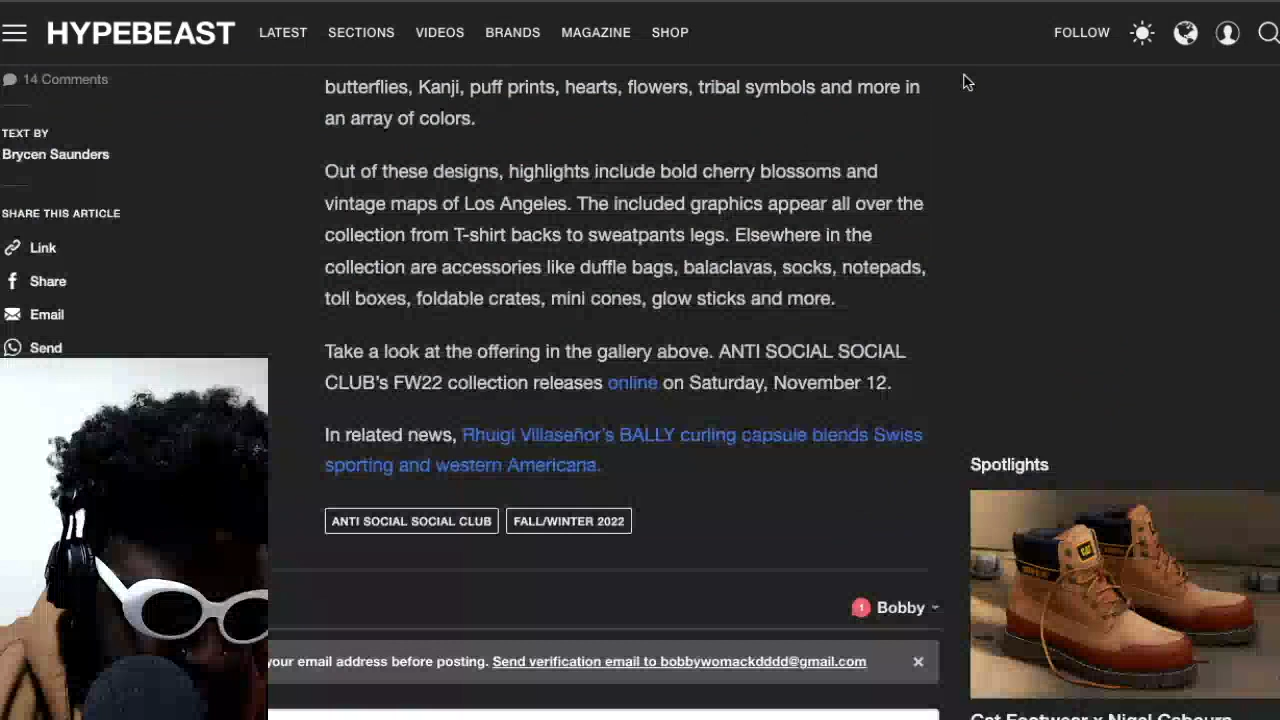 HYPEBEAST LATEST SECTIONS VIDEOS BRANDS MAGAZINE SHOP FOLLOW
14 Comments
TEXT BY
Brycen Saunders
SHARE THIS ARTICLE
Link
Share
Email
Send
butterflies, Kanji, puff prints, hearts, flowers, tribal symbols and more in
an array of colors.
Out of these designs, highlights include bold cherry blossoms and
vintage maps of Los Angeles. The included graphics appear all over the
collection from T-shirt backs to sweatpants legs. Elsewhere in the
collection are accessories like duffle bags, balaclavas, socks, notepads,
toll boxes, foldable crates, mini cones, glow sticks and more.
Take a look at the offering in the gallery above. ANTI SOCIAL SOCIAL
CLUB's FW22 collection releases online on Saturday, November 12.
In related news, Rhuigi Villaseñor's BALLY curling capsule blends Swiss
sporting and western Americana.
ANTI SOCIAL SOCIAL CLUB FALL/WINTER 2022
1 Bobby
your email address before posting. Send verification email to bobbywomackdddd@gmail.com ×
Spotlights
CAT
Cat Footwear x Nigel Cabourn